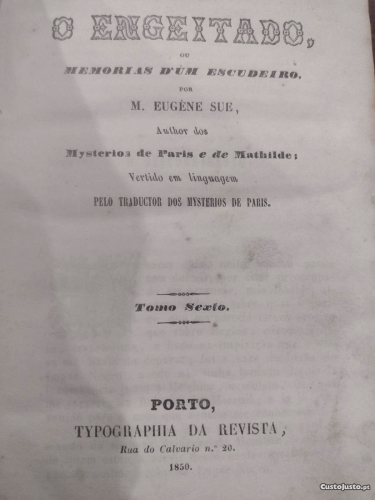 O ENGEITADO,
OU
MEMORIAS D'UM ESCUDEIRO.
POR
M. EUGÉNE SUE,
Author dos
Mysterios de Paris e de Mathilde;
Vertido em linguagem
PELO TRADUCTOR DOS MYSTERIOS DE PARIS.
Tomo Sexto.
PORTO,
TYPOGRAPHIA DA REVISTA,
Rua do Calvario n.º 20.
1850.
CustoJusto.pt